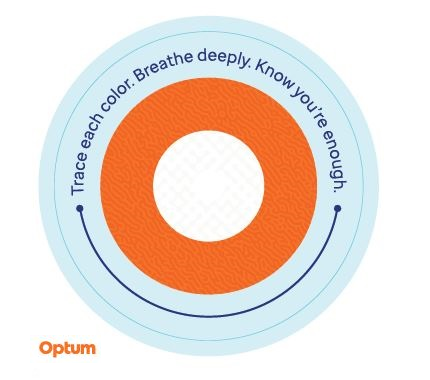 Trace each color. Breathe deeply. Know you're enough.
Optum